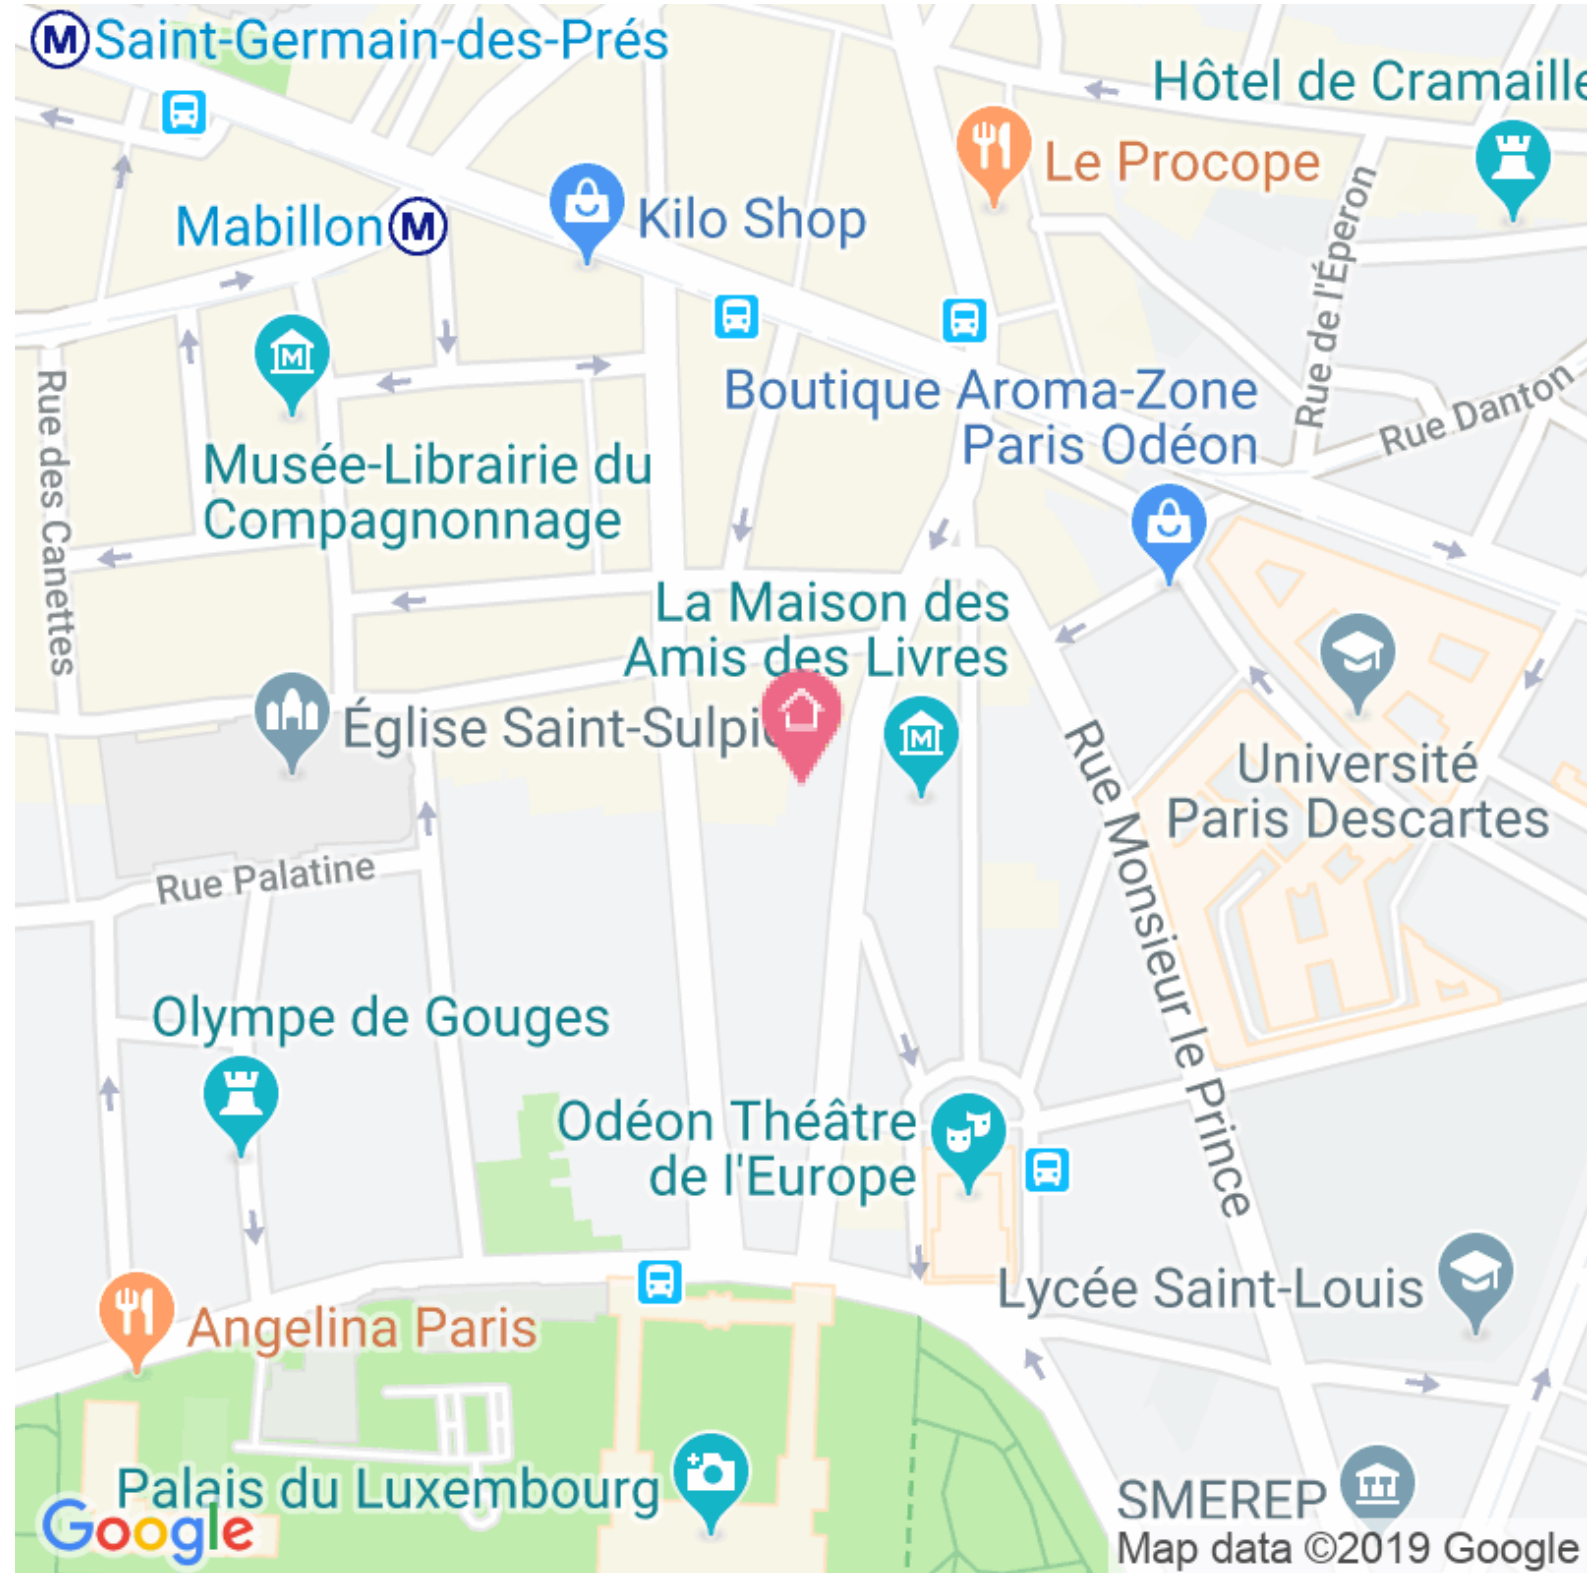 M Saint-Germain-des-Prés
Hôtel de Cramaille
Le Procope
Mabillon M
Kilo Shop
Rue de l'Éperon
Rue des Canettes
Boutique Aroma-Zone
Paris Odéon
Rue Danton
Musée-Librairie du
Compagnonnage
La Maison des
Amis des Livres
Église Saint-Sulpi
Rue Monsieur le Prince
Université
Paris Descartes
Rue Palatine
Olympe de Gouges
Odéon Théâtre
de l'Europe
Lycée Saint-Louis
Angelina Paris
Palais du Luxembourg
SMEREP
Google
Map data ©2019 Google